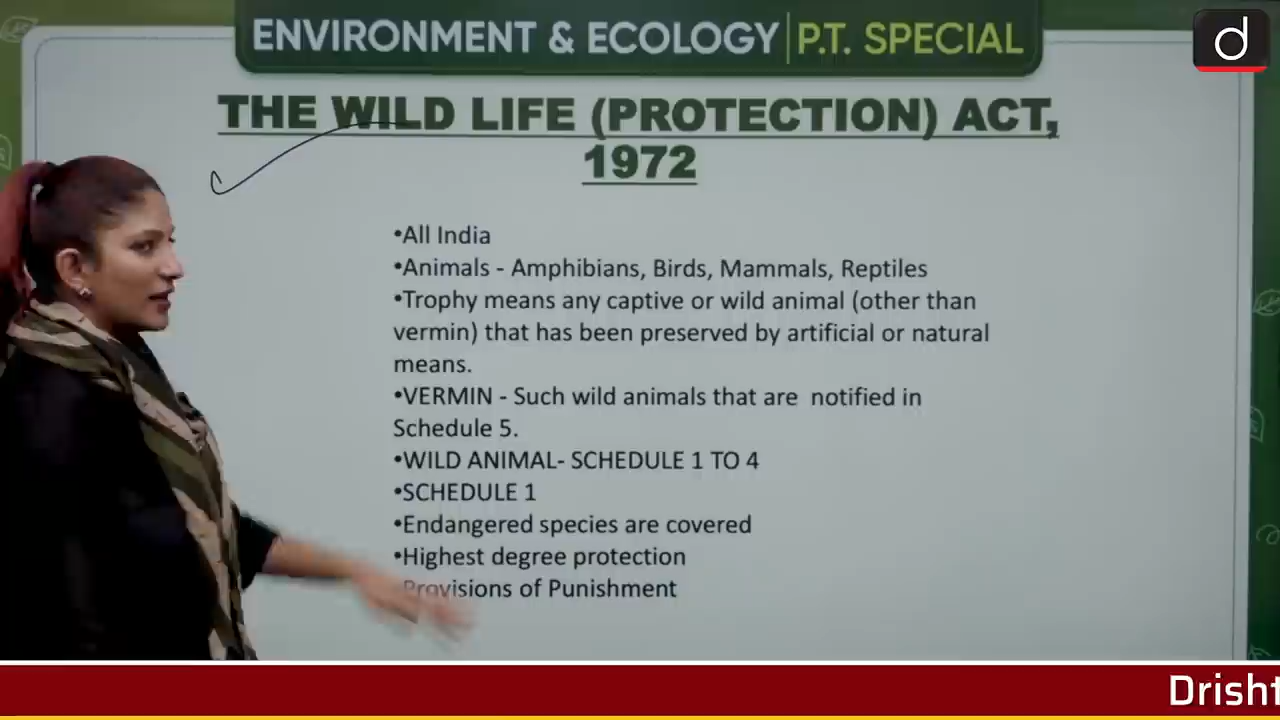 ENVIRONMENT & ECOLOGY P.T. SPECIAL
d
THE WILD LIFE (PROTECTION) ACT,
1972
•All India
•Animals - Amphibians, Birds, Mammals, Reptiles
•Trophy means any captive or wild animal (other than
vermin) that has been preserved by artificial or natural
means.
•VERMIN - Such wild animals that are notified in
Schedule 5.
•WILD ANIMAL- SCHEDULE 1 TO 4
•SCHEDULE 1
•Endangered species are covered
•Highest degree protection
Provisions of Punishment
Drisht